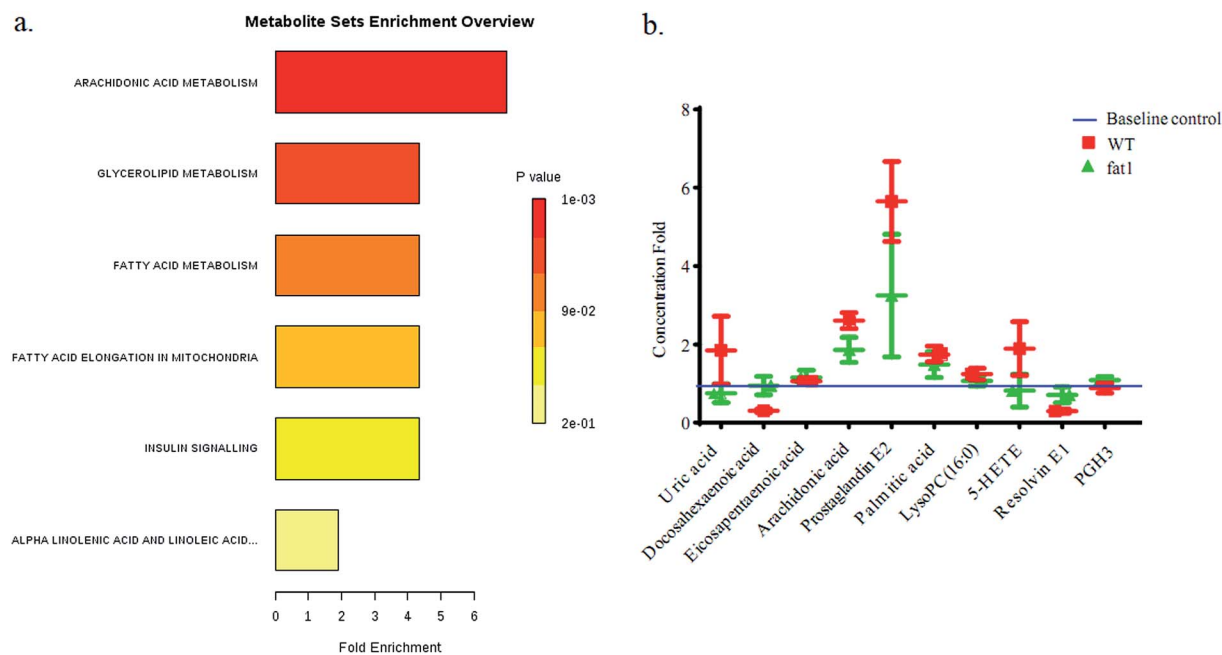 a.
Metabolite Sets Enrichment Overview
ARACHIDONIC ACID METABOLISM
GLYCEROLIPID METABOLISM
FATTY ACID METABOLISM
FATTY ACID ELONGATION IN MITOCHONDRIA
INSULIN SIGNALLING
ALPHA LINOLENIC ACID AND LINOLEIC ACID...
0 1 2 3 4 5 6
Fold Enrichment
P value
1e-03
9e-02
2e-01
b.
Concentration Fold
8
6
4
2
0
Baseline control
WT
fat1
Uric acid
Docosahexaenoic acid
Eicosapentaenoic acid
Arachidonic acid
Prostaglandin E2
Palmitic acid
LysoPC(16:0)
5-HETE
Resolvin E1
PGH3